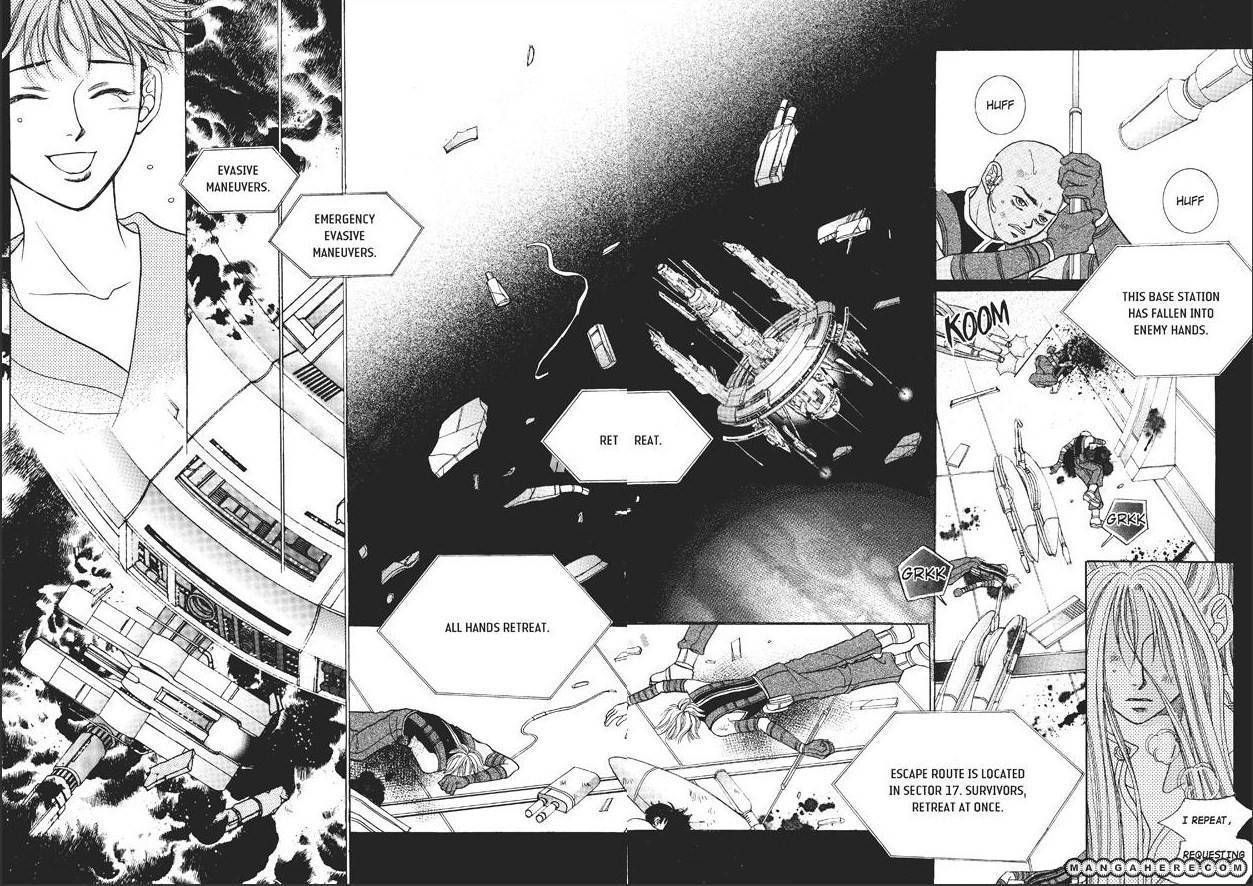 EVASIVE
MANEUVERS.
EMERGENCY
EVASIVE
MANEUVERS.
RET REAT.
ALL HANDS RETREAT.
HUFF
HUFF
THIS BASE STATION
HAS FALLEN INTO
ENEMY HANDS.
KOOM
GRKK
GRKK
ESCAPE ROUTE IS LOCATED
IN SECTOR 17. SURVIVORS,
RETREAT AT ONCE.
I REPEAT,
REQUESTING
MANGAHERE.COM